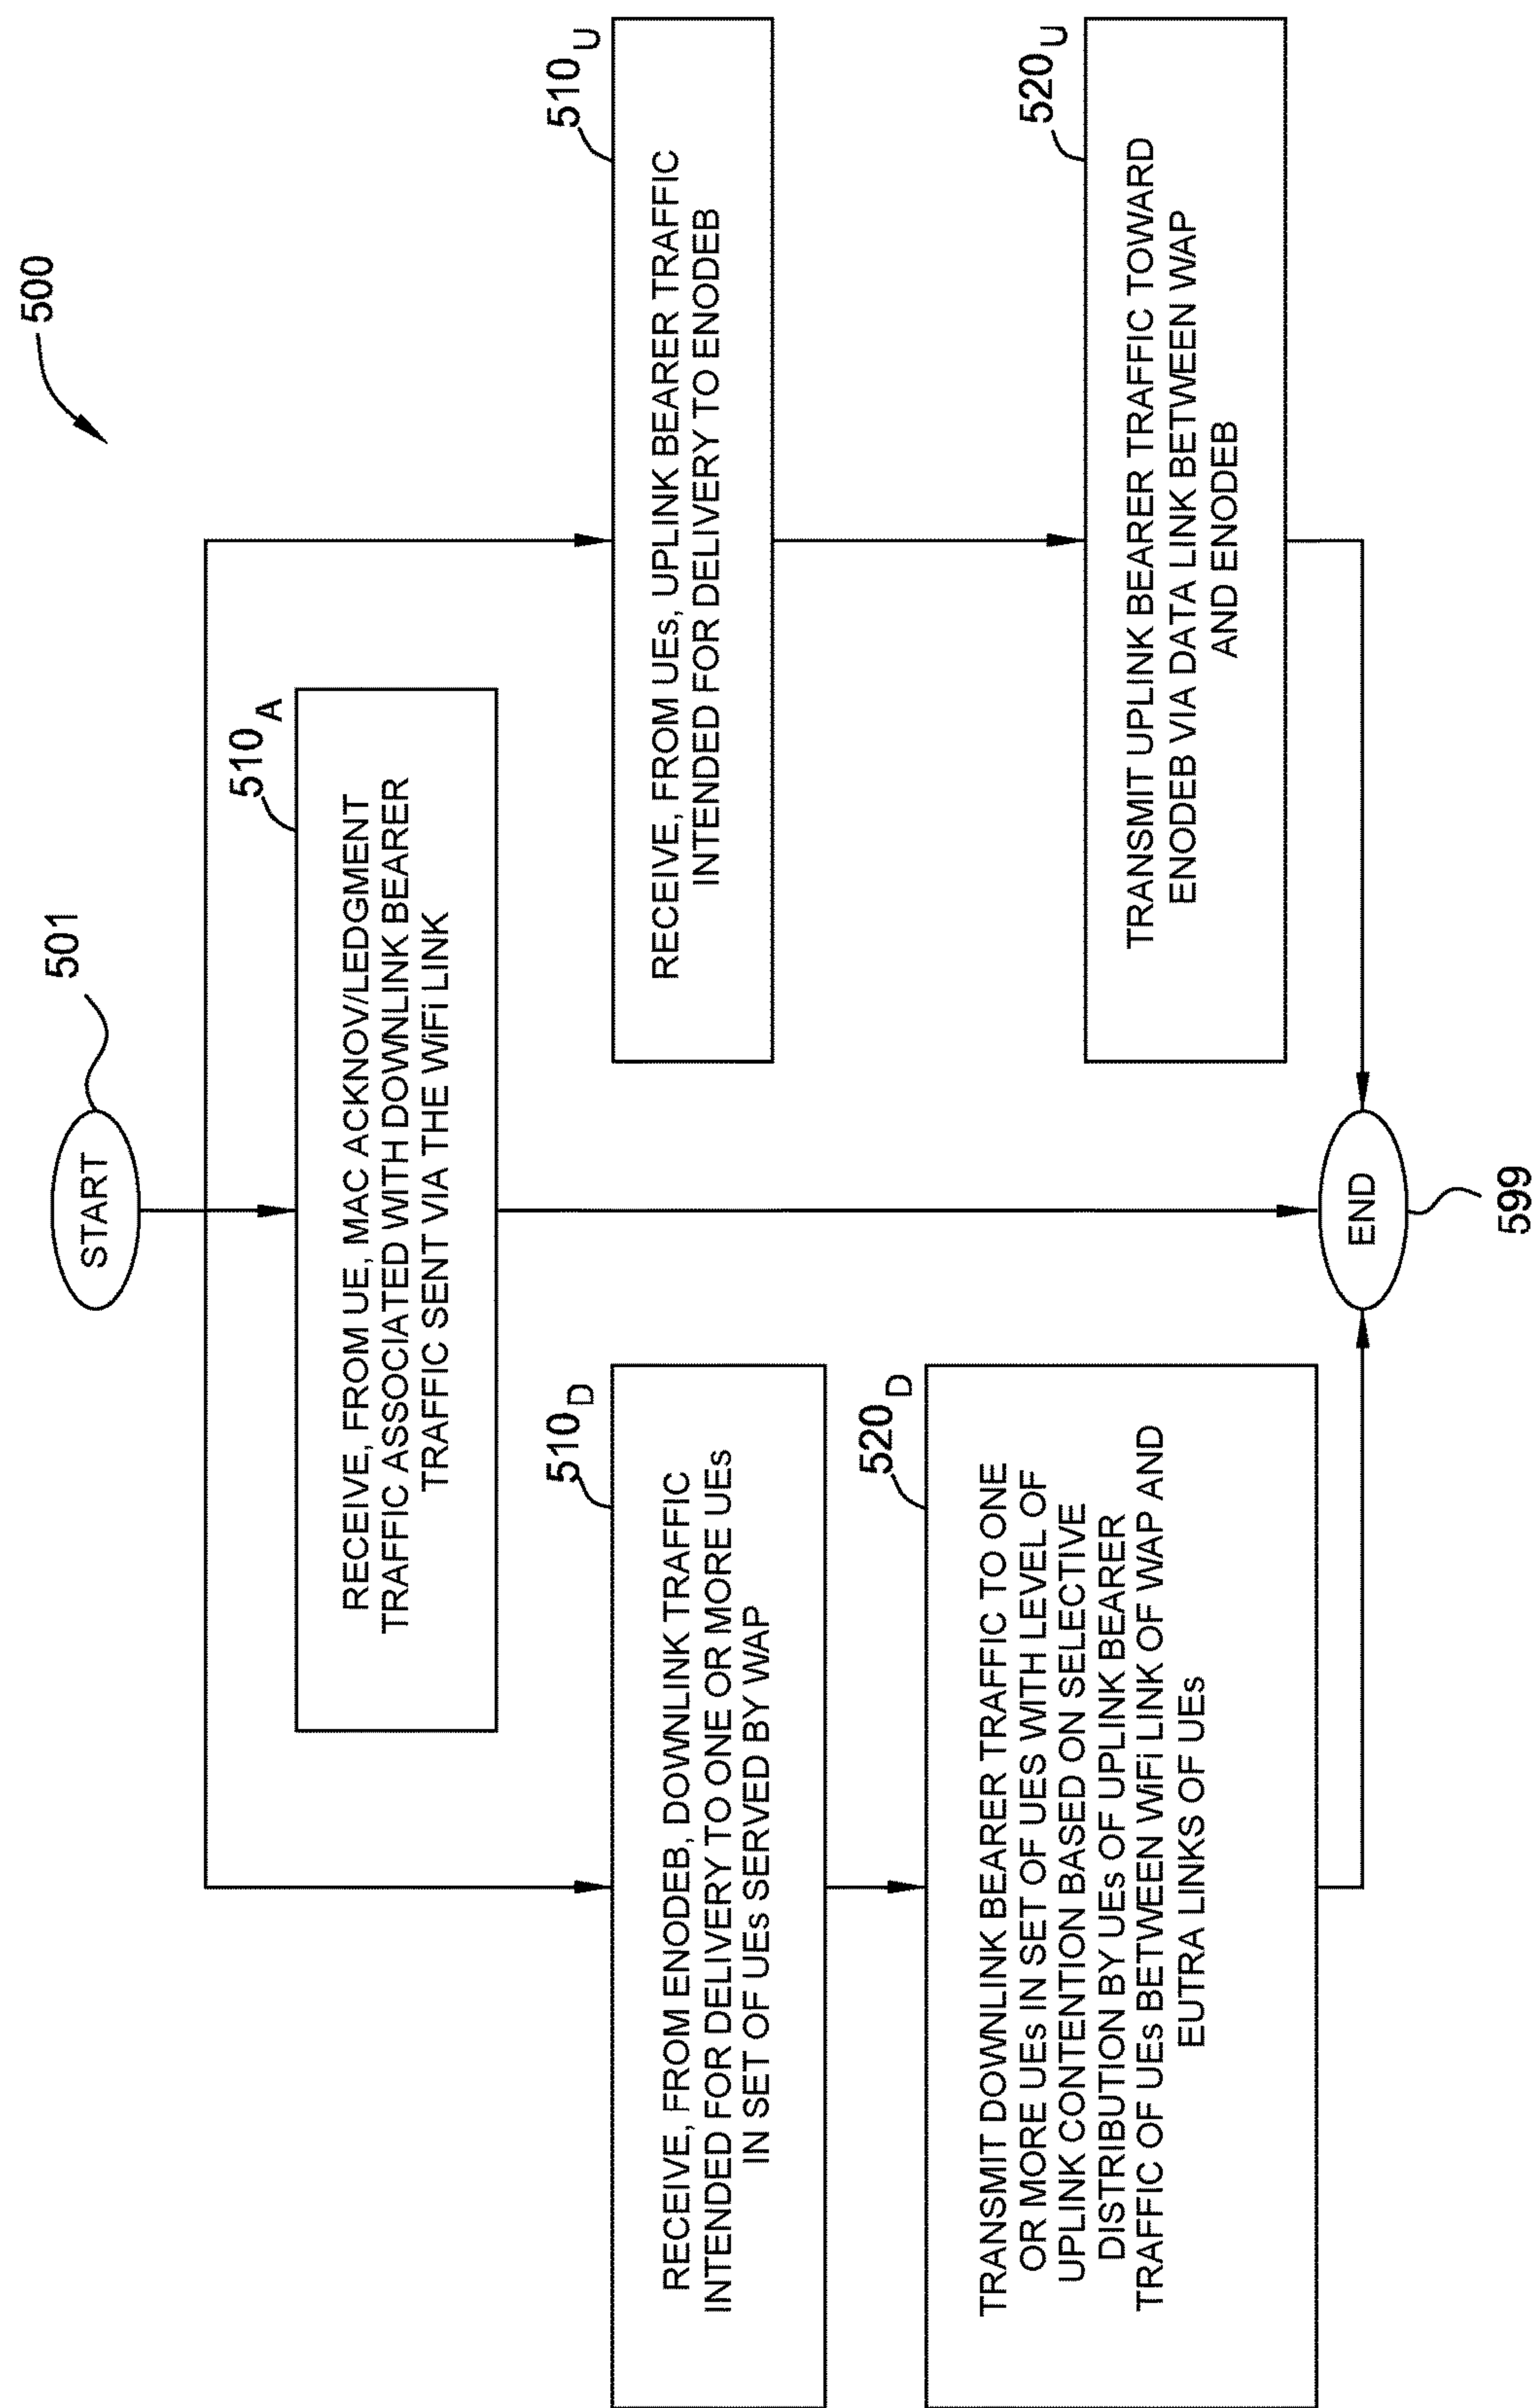 500
501
START
510A
RECEIVE, FROM UE, MAC ACKNOV/LEDGMENT
TRAFFIC ASSOCIATED WITH DOWNLINK BEARER
TRAFFIC SENT VIA THE WiFi LINK
510D
RECEIVE, FROM ENODEB, DOWNLINK TRAFFIC
INTENDED FOR DELIVERY TO ONE OR MORE UEs
IN SET OF UEs SERVED BY WAP
520D
TRANSMIT DOWNLINK BEARER TRAFFIC TO ONE
OR MORE UEs IN SET OF UES WITH LEVEL OF
UPLINK CONTENTION BASED ON SELECTIVE
DISTRIBUTION BY UEs OF UPLINK BEARER
TRAFFIC OF UEs BETWEEN WiFi LINK OF WAP AND
EUTRA LINKS OF UEs
510U
RECEIVE, FROM UEs, UPLINK BEARER TRAFFIC
INTENDED FOR DELIVERY TO ENODEB
520U
TRANSMIT UPLINK BEARER TRAFFIC TOWARD
ENODEB VIA DATA LINK BETWEEN WAP
AND ENODEB
END
599